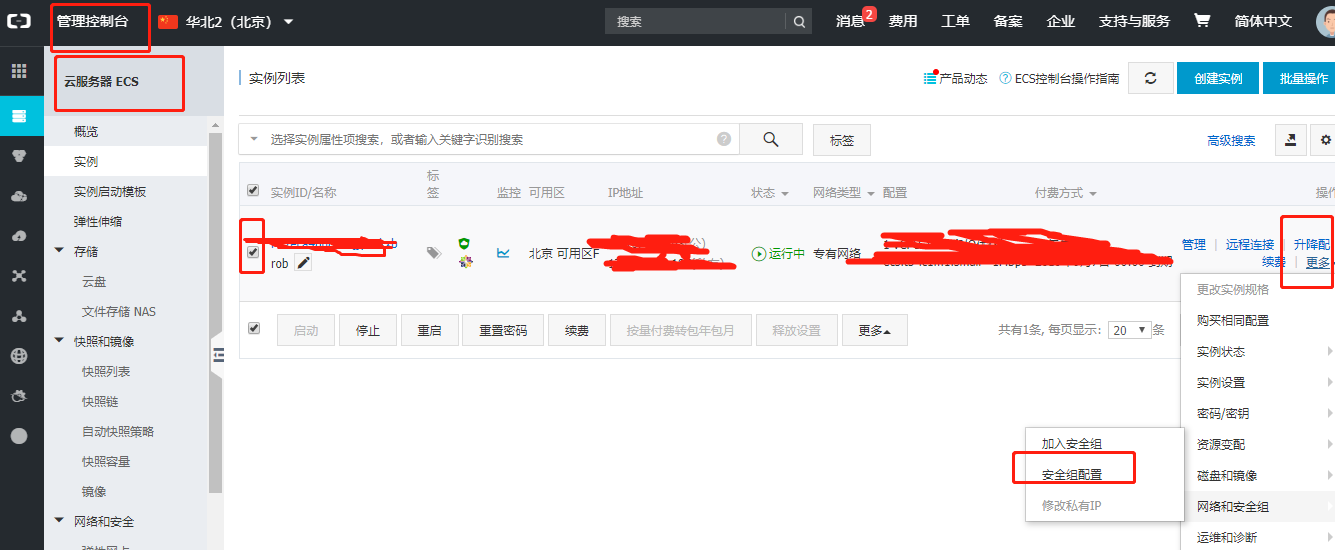 管理控制台 华北2（北京） 搜索 消息 2 费用 工单 备案 企业 支持与服务 简体中文
云服务器 ECS
概览
实例
实例启动模板
弹性伸缩
存储
云盘
文件存储 NAS
快照和镜像
快照列表
快照链
自动快照策略
快照容量
镜像
网络和安全
实例列表 产品动态 ECS控制台操作指南 创建实例 批量操作
选择实例属性项搜索，或者输入关键字识别搜索 标签 高级搜索
实例ID/名称 标签 监控 可用区 IP地址 状态 网络类型 配置 付费方式 操作
rob 北京 可用区F 运行中 专有网络 管理 远程连接 升降配
续费 更多
启动 停止 重启 重置密码 续费 按量付费转包年包月 释放设置 更多 共有1条, 每页显示: 20 条
更改实例规格
购买相同配置
实例状态
实例设置
密码/密钥
资源变配
磁盘和镜像
网络和安全组
运维和诊断
加入安全组
安全组配置
修改私有IP